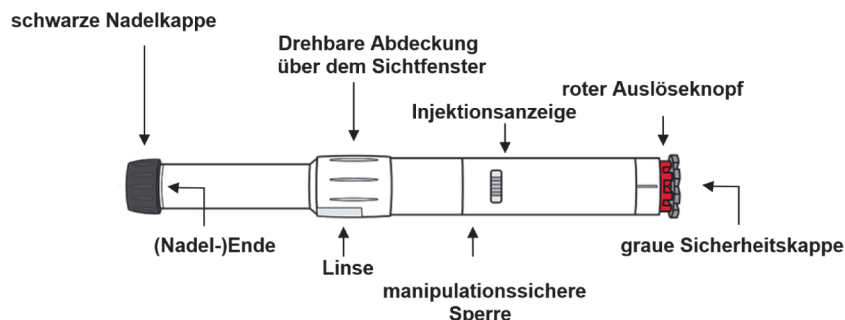 schwarze Nadelkappe
Drehbare Abdeckung
über dem Sichtfenster
roter Auslöseknopf
Injektionsanzeige
(Nadel-)Ende
graue Sicherheitskappe
Linse
manipulationssichere
Sperre